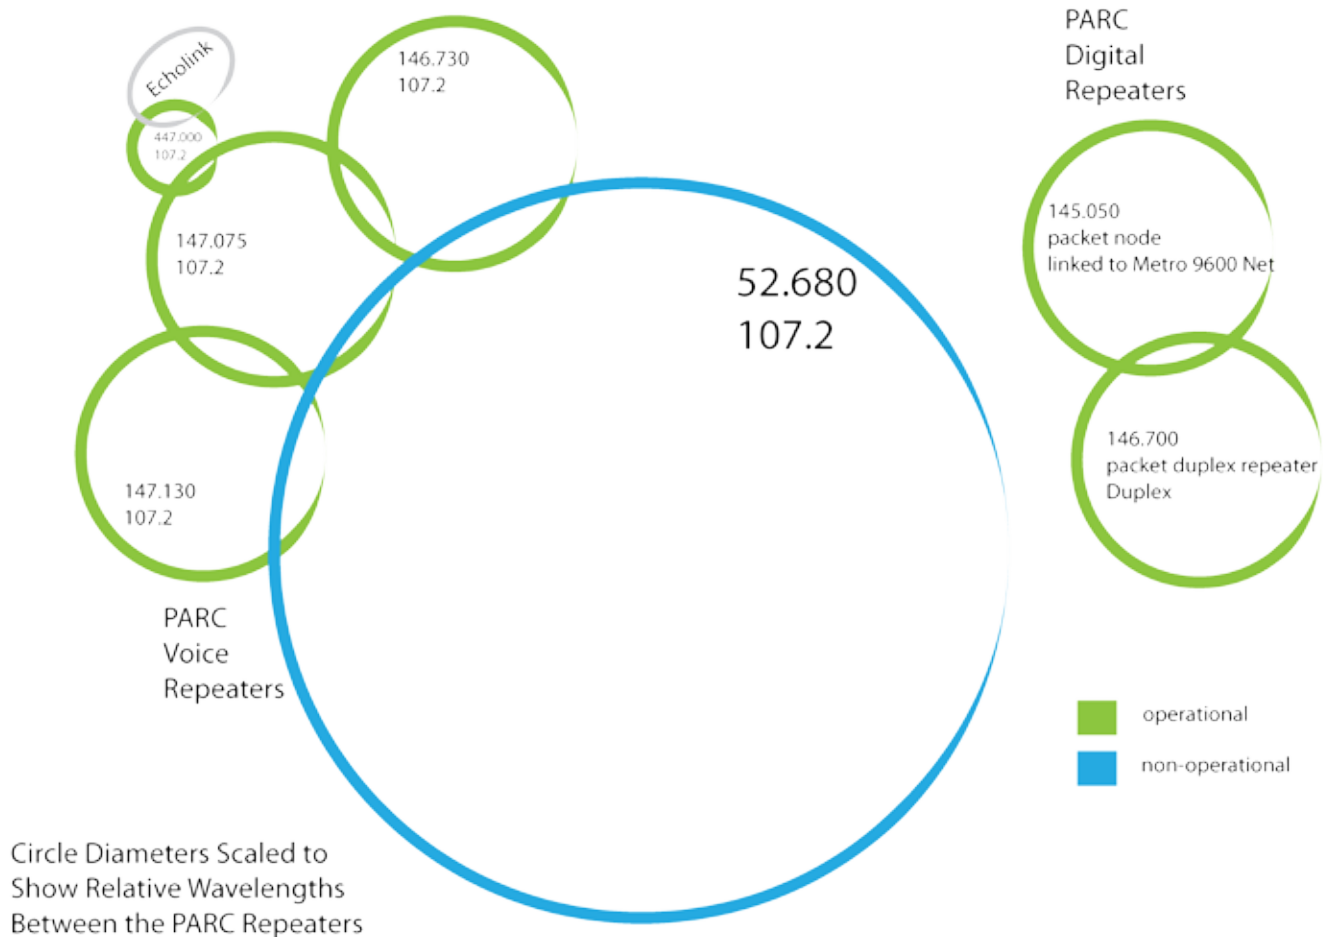 Echolink
447.000
107.2
146.730
107.2
147.075
107.2
147.130
107.2
PARC
Voice
Repeaters
52.680
107.2
PARC
Digital
Repeaters
145.050
packet node
linked to Metro 9600 Net
146.700
packet duplex repeater
Duplex
operational
non-operational
Circle Diameters Scaled to
Show Relative Wavelengths
Between the PARC Repeaters